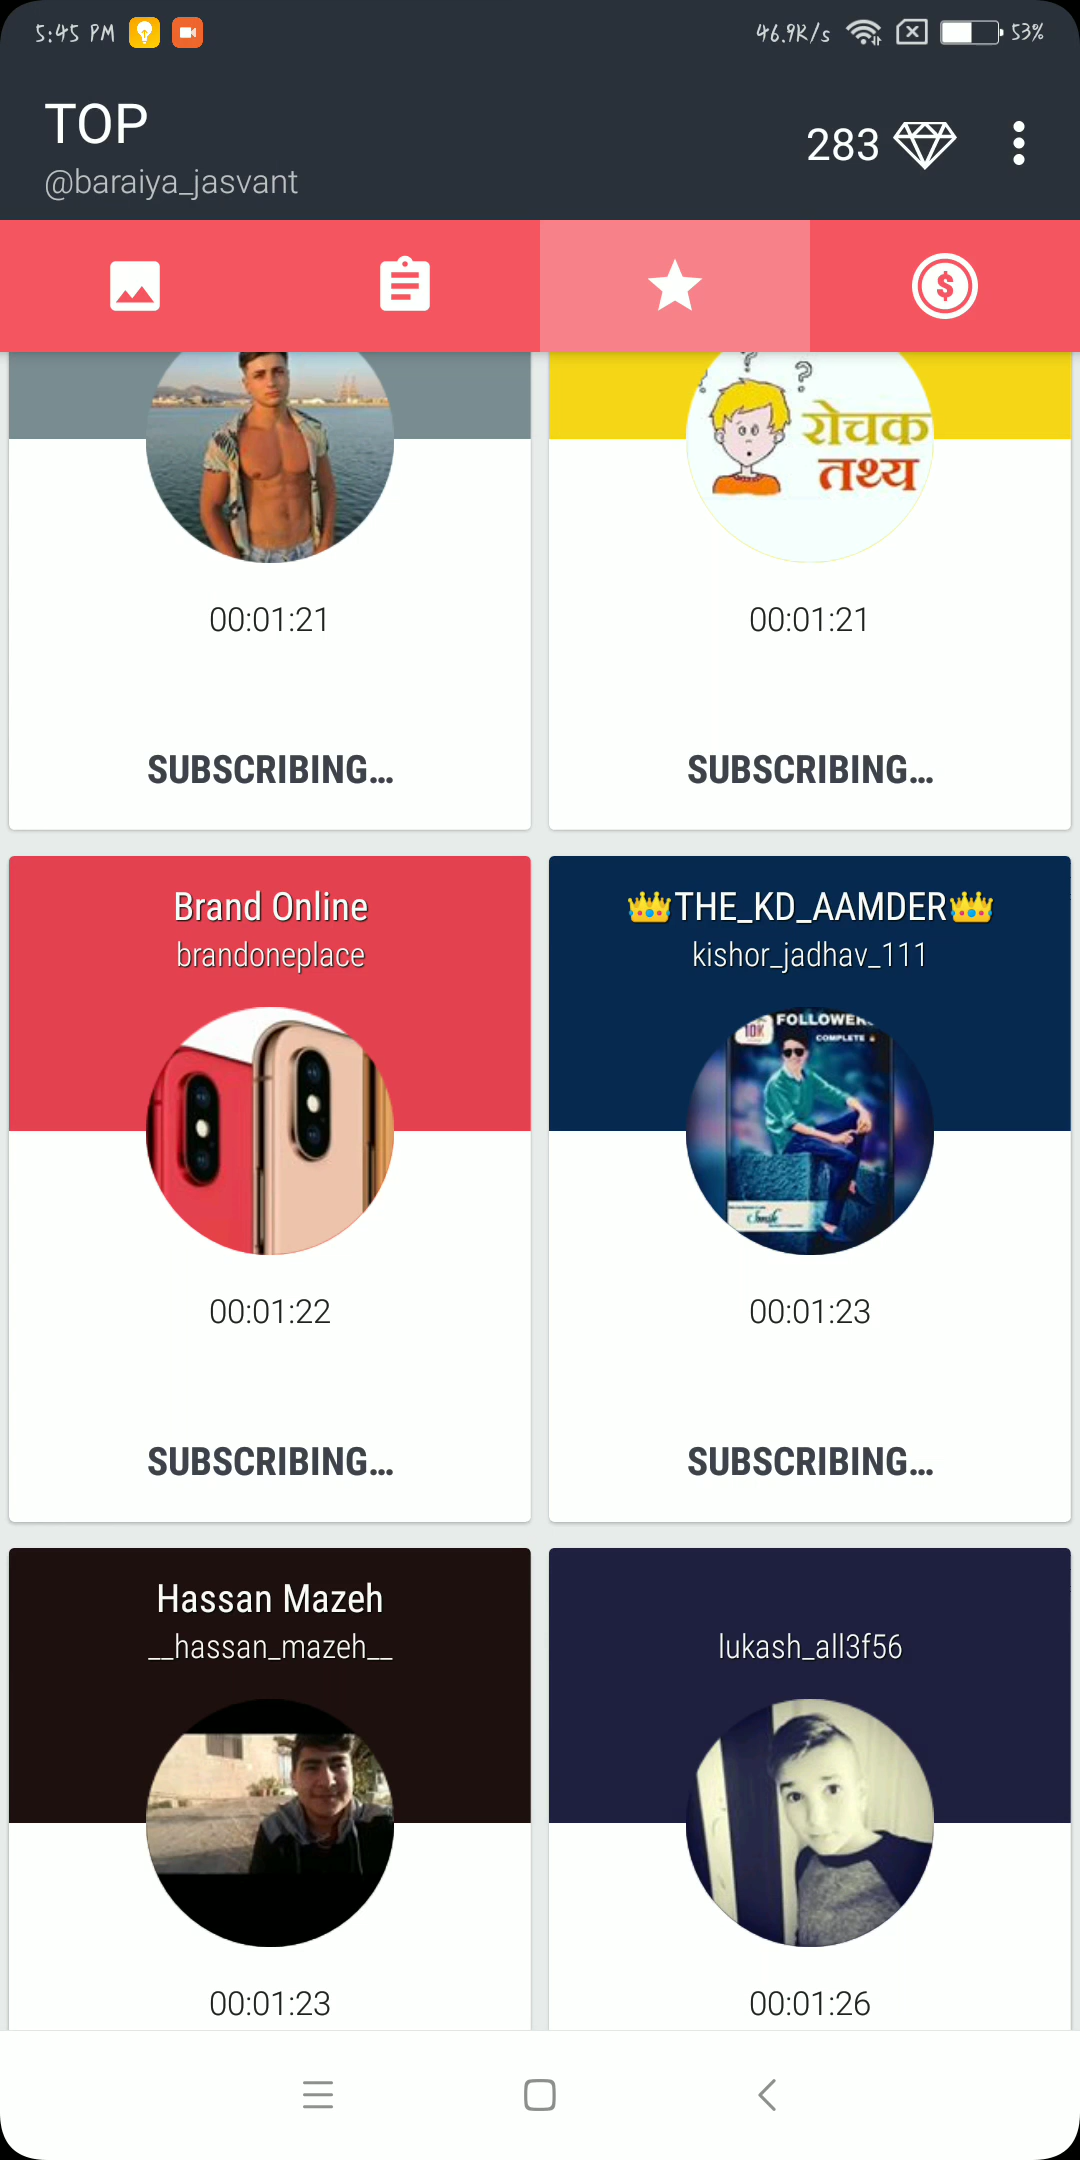 5:45 PM
46.9K/s
53%
TOP
283
@baraiya_jasvant
रोचक
तथ्य
00:01:21
00:01:21
SUBSCRIBING...
SUBSCRIBING...
Brand Online
brandoneplace
👑THE_KD_AAMDER👑
kishor_jadhav_111
10K
FOLLOWER
COMPLETE
Smile
00:01:22
00:01:23
SUBSCRIBING...
SUBSCRIBING...
Hassan Mazeh
__hassan_mazeh__
lukash_all3f56
00:01:23
00:01:26